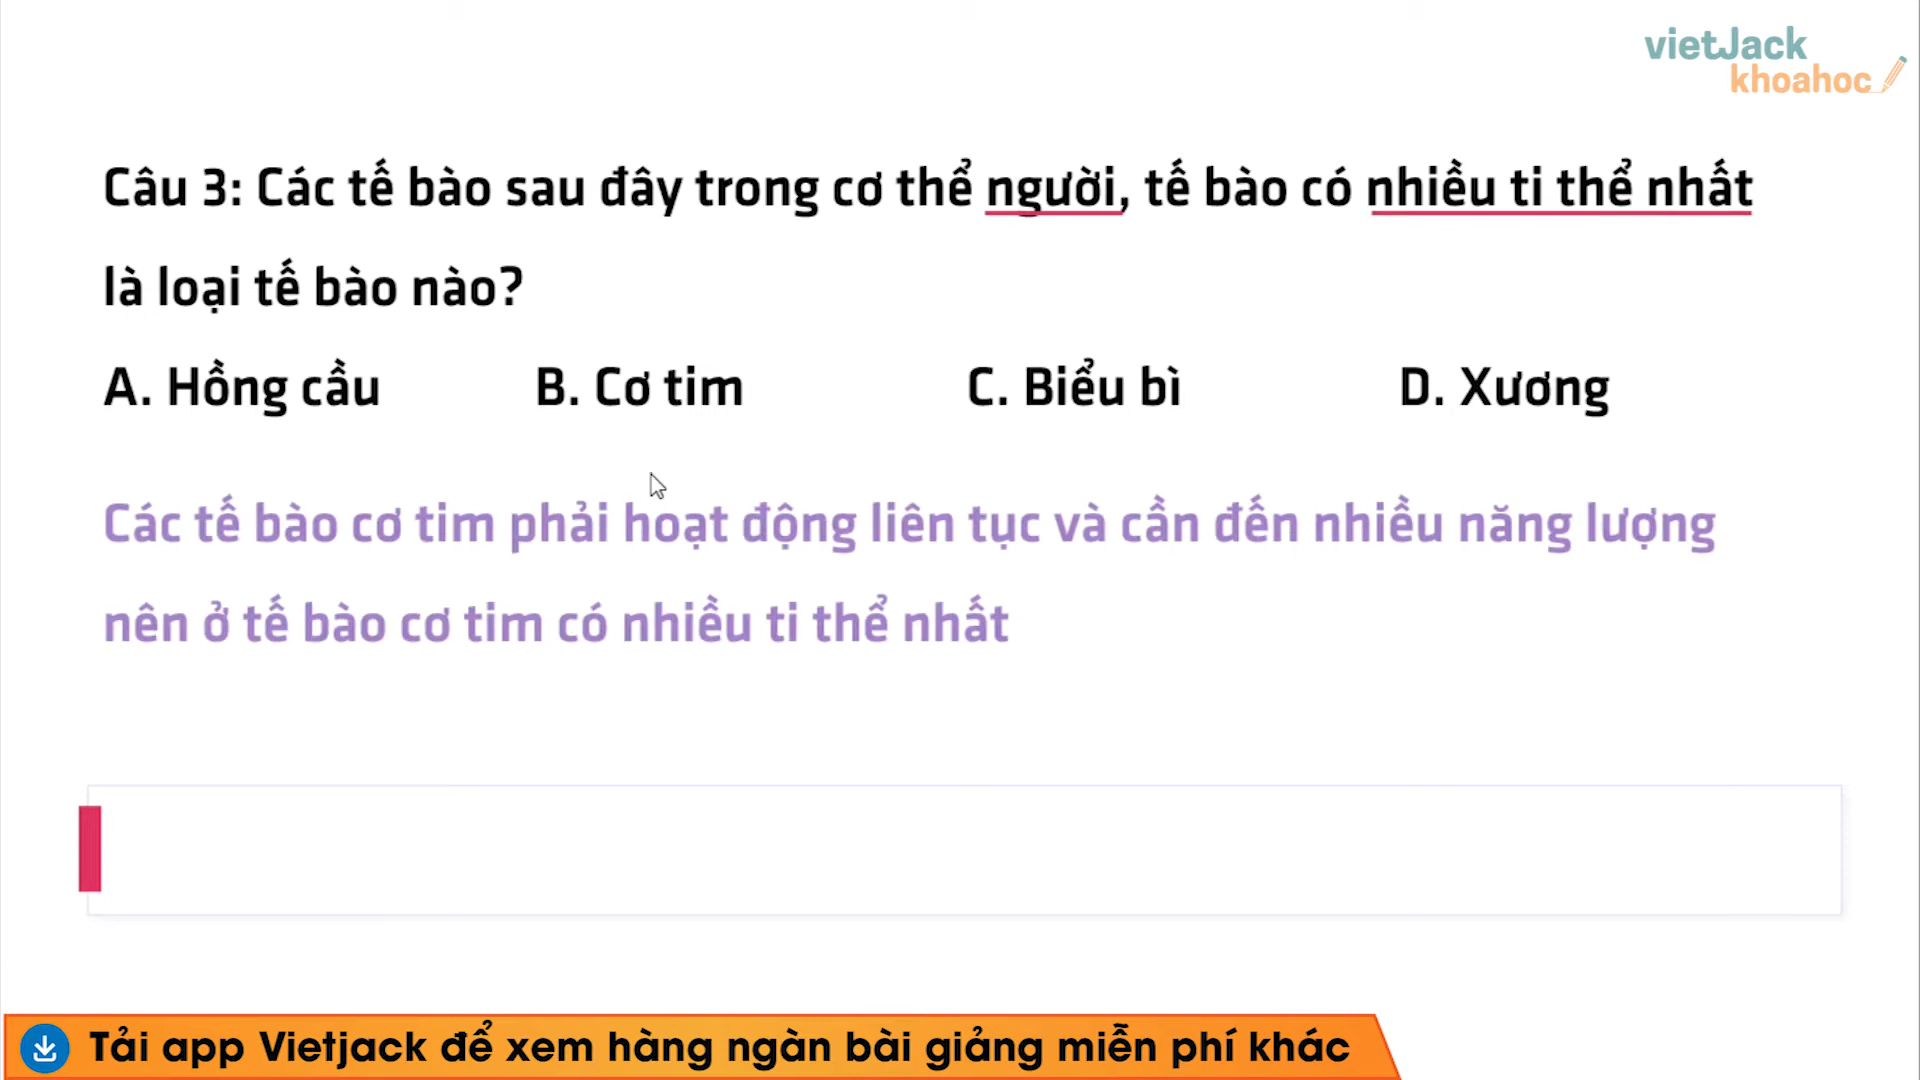 vietJack
khoahoc
Câu 3: Các tế bào sau đây trong cơ thể người, tế bào có nhiều ti thể nhất
là loại tế bào nào?
A. Hồng cầu B. Cơ tim C. Biểu bì D. Xương
Các tế bào cơ tim phải hoạt động liên tục và cần đến nhiều năng lượng
nên ở tế bào cơ tim có nhiều ti thể nhất
Tải app Vietjack để xem hàng ngàn bài giảng miễn phí khác